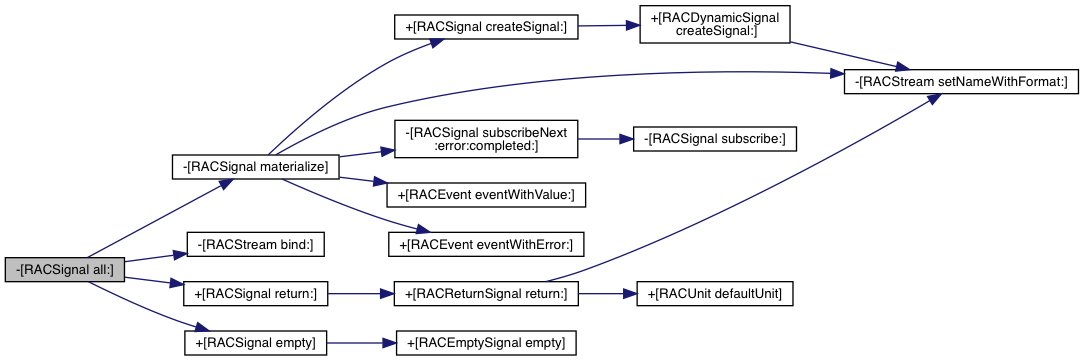 +[RACSignal createSignal:]
+[RACDynamicSignal
createSignal:]
-[RACStream setNameWithFormat:]
-[RACSignal subscribeNext
:error:completed:]
-[RACSignal subscribe:]
-[RACSignal materialize]
+[RACEvent eventWithValue:]
-[RACStream bind:]
+[RACEvent eventWithError:]
-[RACSignal all:]
+[RACSignal return:]
+[RACReturnSignal return:]
+[RACUnit defaultUnit]
+[RACSignal empty]
+[RACEmptySignal empty]